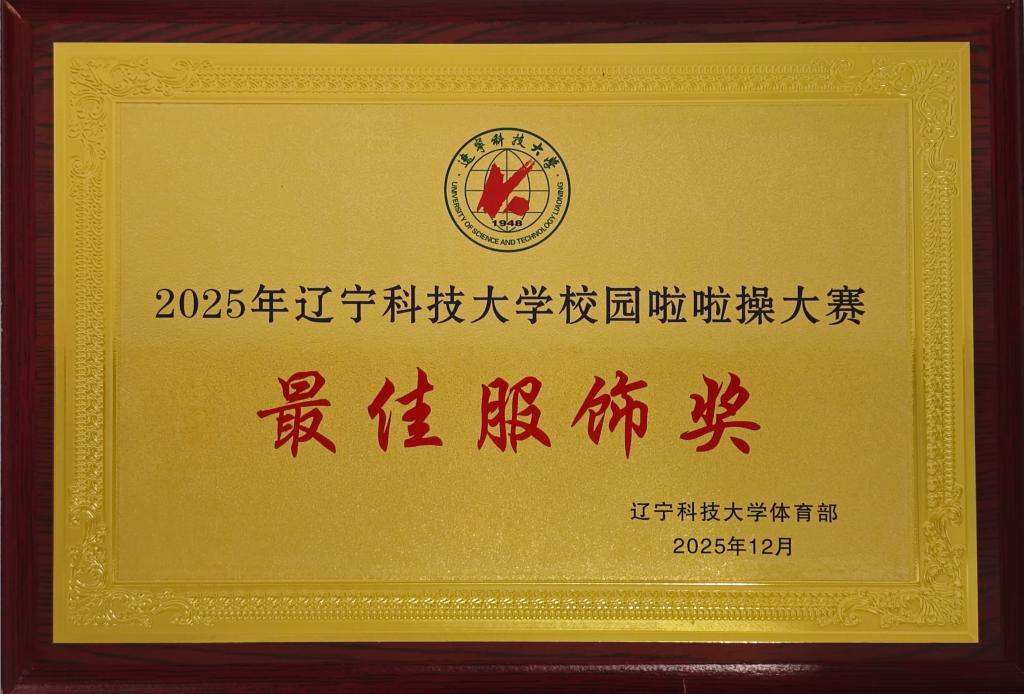 遼寧科技大學
1948
UNIVERSITY OF SCIENCE AND TECHNOLOGY LIAONING
2025年辽宁科技大学校园啦啦操大赛
最佳服饰奖
辽宁科技大学体育部
2025年12月